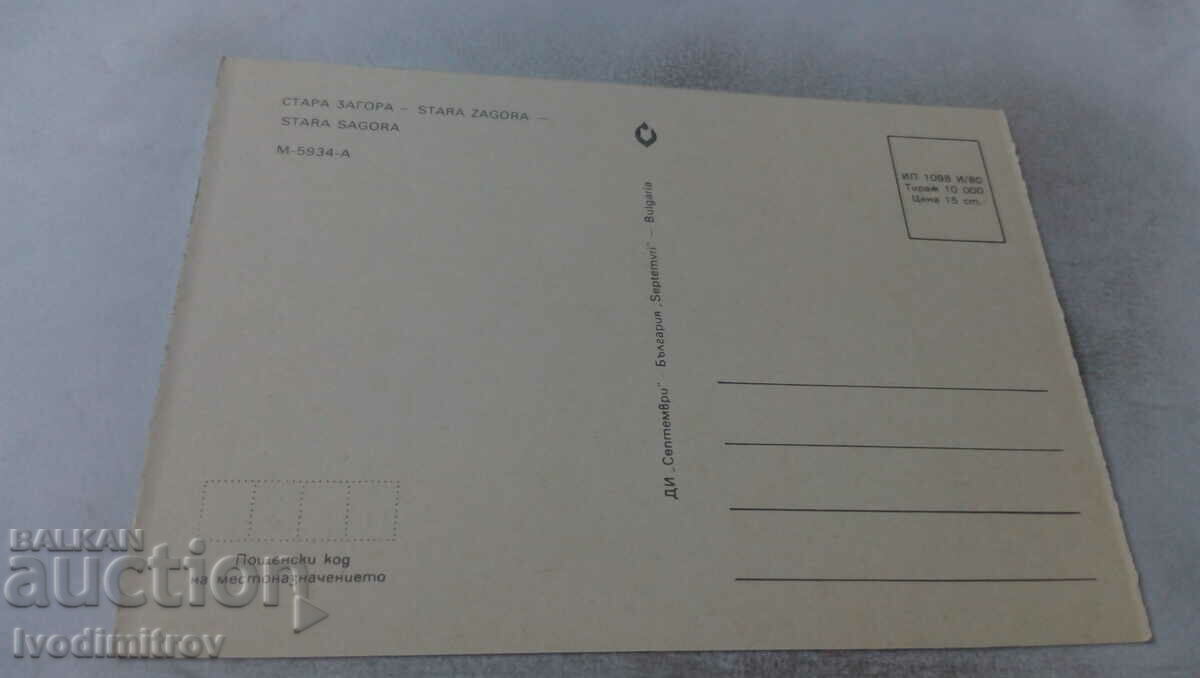 СТАРА ЗАГОРА – STARA ZAGORA –
STARA SAGORA
М-5934-А
ИП 1098 И/80
Тираж 10 000
Цена 15 ст.
ДИ „Септември" – България „Septemvri" – Bulgaria
Пощенски код
на местоназначението
BALKAN
auction
Ivodimitrov